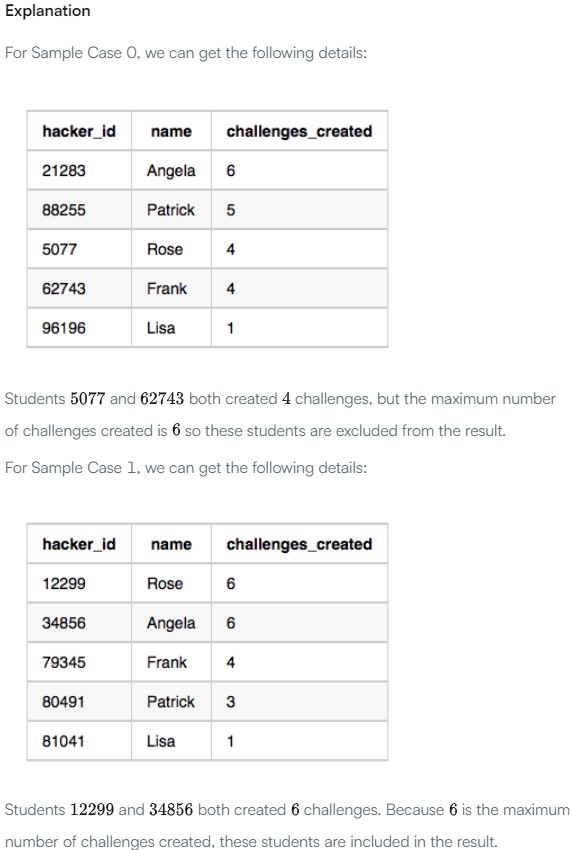 Explanation
For Sample Case 0, we can get the following details:
hacker_id name challenges_created
21283 Angela 6
88255 Patrick 5
5077 Rose 4
62743 Frank 4
96196 Lisa 1
Students 5077 and 62743 both created 4 challenges, but the maximum number
of challenges created is 6 so these students are excluded from the result.
For Sample Case 1, we can get the following details:
hacker_id name challenges_created
12299 Rose 6
34856 Angela 6
79345 Frank 4
80491 Patrick 3
81041 Lisa 1
Students 12299 and 34856 both created 6 challenges. Because 6 is the maximum
number of challenges created, these students are included in the result.